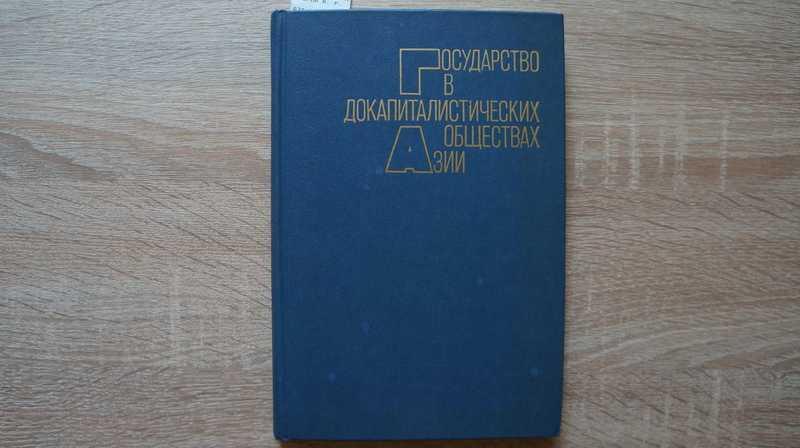 ГОСУДАРСТВО
В
ДОКАПИТАЛИСТИЧЕСКИХ
ОБЩЕСТВАХ
АЗИИ